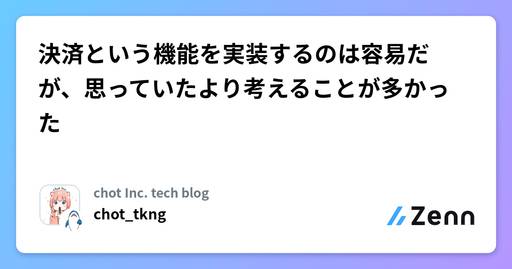 決済という機能を実装するのは容易だ
が、思っていたより考えることが多かっ
た
chot Inc. tech blog
chot_tkng
Zenn